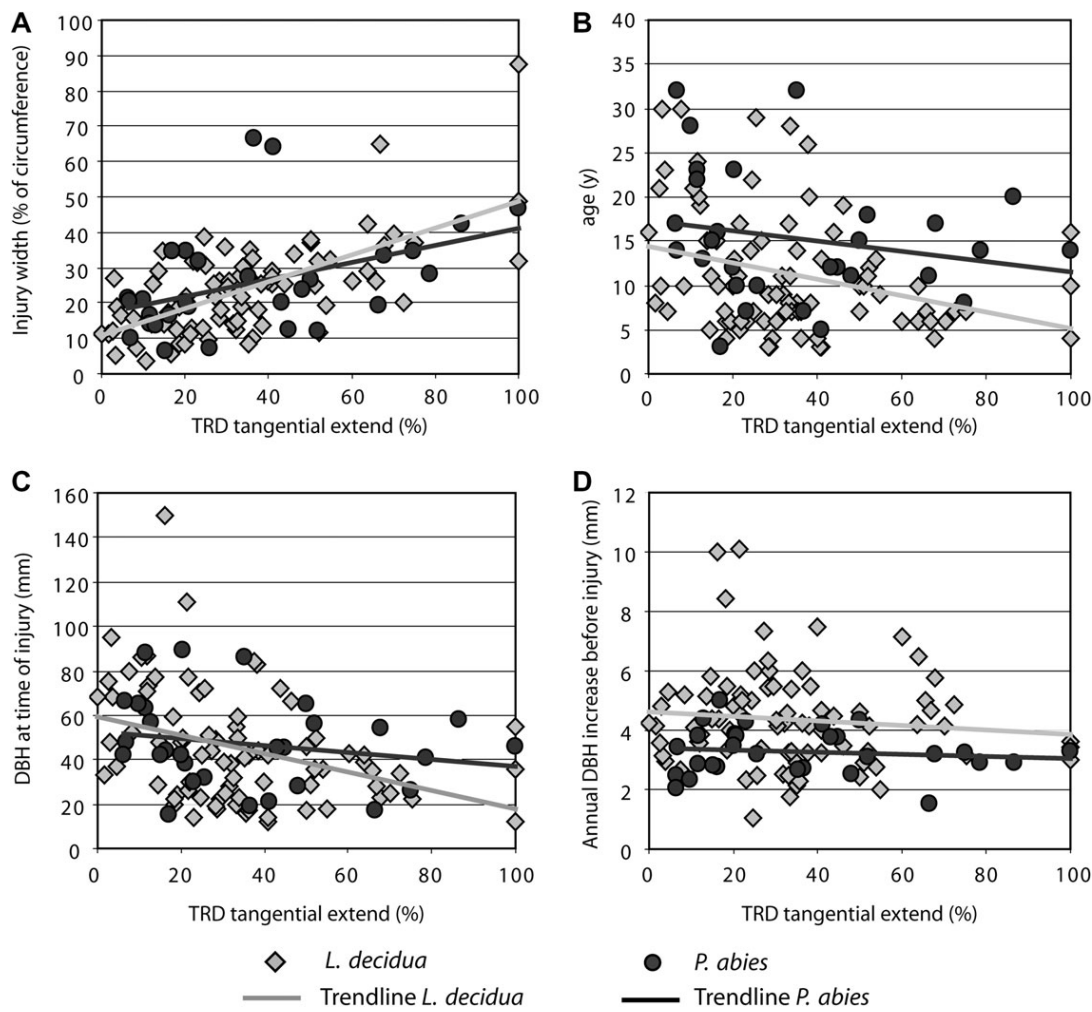 A
Injury width (% of circumference)
100
90
80
70
60
50
40
30
20
10
0
0 20 40 60 80 100
TRD tangential extend (%)
B
age (y)
40
35
30
25
20
15
10
5
0
0 20 40 60 80 100
TRD tangential extend (%)
C
DBH at time of injury (mm)
160
140
120
100
80
60
40
20
0
0 20 40 60 80 100
TRD tangential extend (%)
D
Annual DBH increase before injury (mm)
12
10
8
6
4
2
0
0 20 40 60 80 100
TRD tangential extend (%)
L. decidua
P. abies
Trendline L. decidua
Trendline P. abies